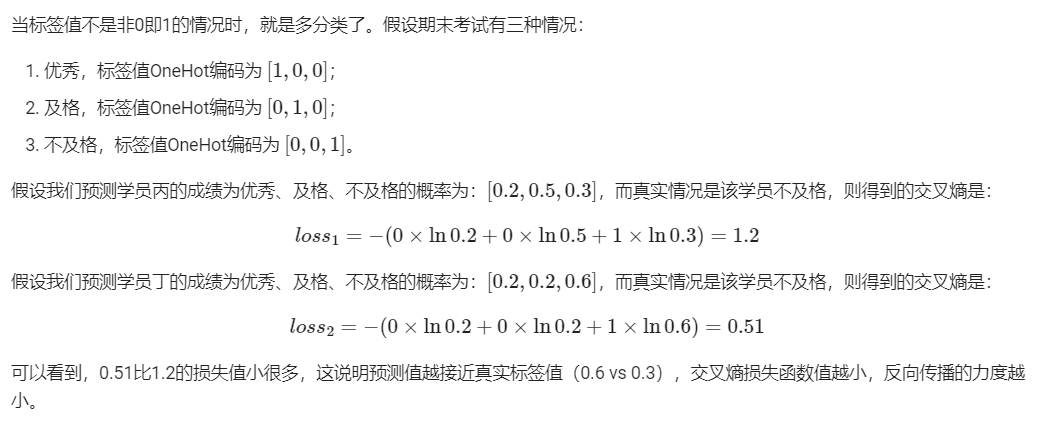 当标签值不是非0即1的情况时，就是多分类了。假设期末考试有三种情况：
1. 优秀，标签值OneHot编码为 [1, 0, 0]；
2. 及格，标签值OneHot编码为 [0, 1, 0]；
3. 不及格，标签值OneHot编码为 [0, 0, 1]。
假设我们预测学员丙的成绩为优秀、及格、不及格的概率为：[0.2, 0.5, 0.3]，而真实情况是该学员不及格，则得到的交叉熵是：
loss₁ = −(0 × ln 0.2 + 0 × ln 0.5 + 1 × ln 0.3) = 1.2
假设我们预测学员丁的成绩为优秀、及格、不及格的概率为：[0.2, 0.2, 0.6]，而真实情况是该学员不及格，则得到的交叉熵是：
loss₂ = −(0 × ln 0.2 + 0 × ln 0.2 + 1 × ln 0.6) = 0.51
可以看到，0.51比1.2的损失值小很多，这说明预测值越接近真实标签值（0.6 vs 0.3），交叉熵损失函数值越小，反向传播的力度越
小。